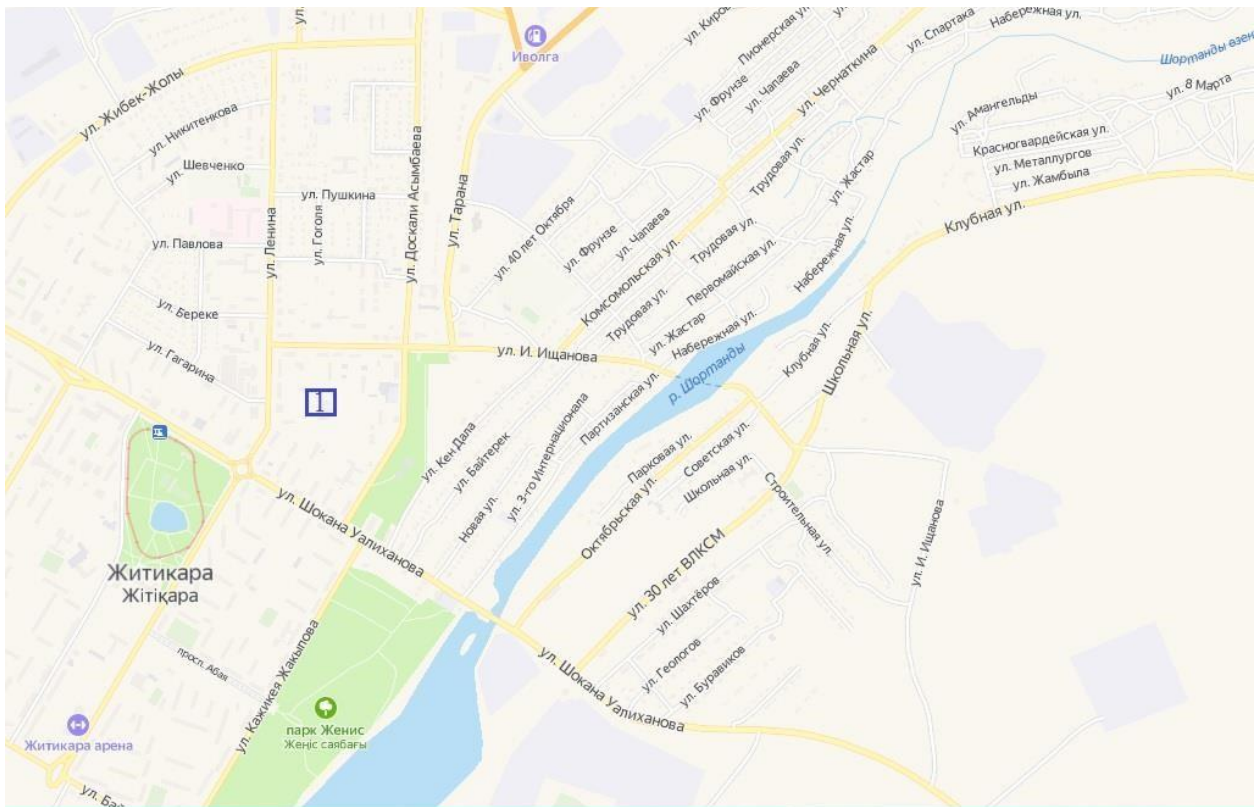 ул.
ул. Киров
Пионерская ул.
ул. Спартака
Набережная ул.
Иволга
ул. Фрунзе
ул. Чапаева
ул. Чернаткина
Шортанды өзен
ул. Жибек-Жолы
ул. Никитенкова
ул. Амангельды
ул. 8 Марта
Красногвардейская ул.
ул. Металлургов
ул. Жамбыла
Шевченко
ул.
ул. Пушкина
ул. Гоголя
ул. Ленина
ул. Доскали Асымбаева
ул. Тарана
ул. 40 лет Октября
ул. Фрунзе
ул. Чапаева
Комсомольская ул.
Трудовая ул.
Трудовая ул.
Трудовая ул.
Первомайская ул.
ул. Жастар
ул. Жастар
Набережная ул.
Набережная ул.
Клубная ул.
ул. Павлова
ул. Береке
ул. Гагарина
ул. И. Ищанова
р. Шортанды
Клубная ул.
Школьная ул.
1
ул. Кен Дала
ул. Байтерек
Новая ул.
ул. 3-го Интернационала
Партизанская ул.
Парковая ул.
Октябрьская ул.
Советская ул.
Школьная ул.
Строительная ул.
ул. И. Ищанова
ул. Шокана Уалиханова
ул. 30 лет ВЛКСМ
ул. Шахтёров
ул. Геологов
ул. Буравиков
ул. Шокана Уалиханова
Житикара
Жітіқара
просп. Абая
ул. Кажикея Жакыпова
парк Женис
Жеңіс саябағы
Житикара арена
ул. Ба